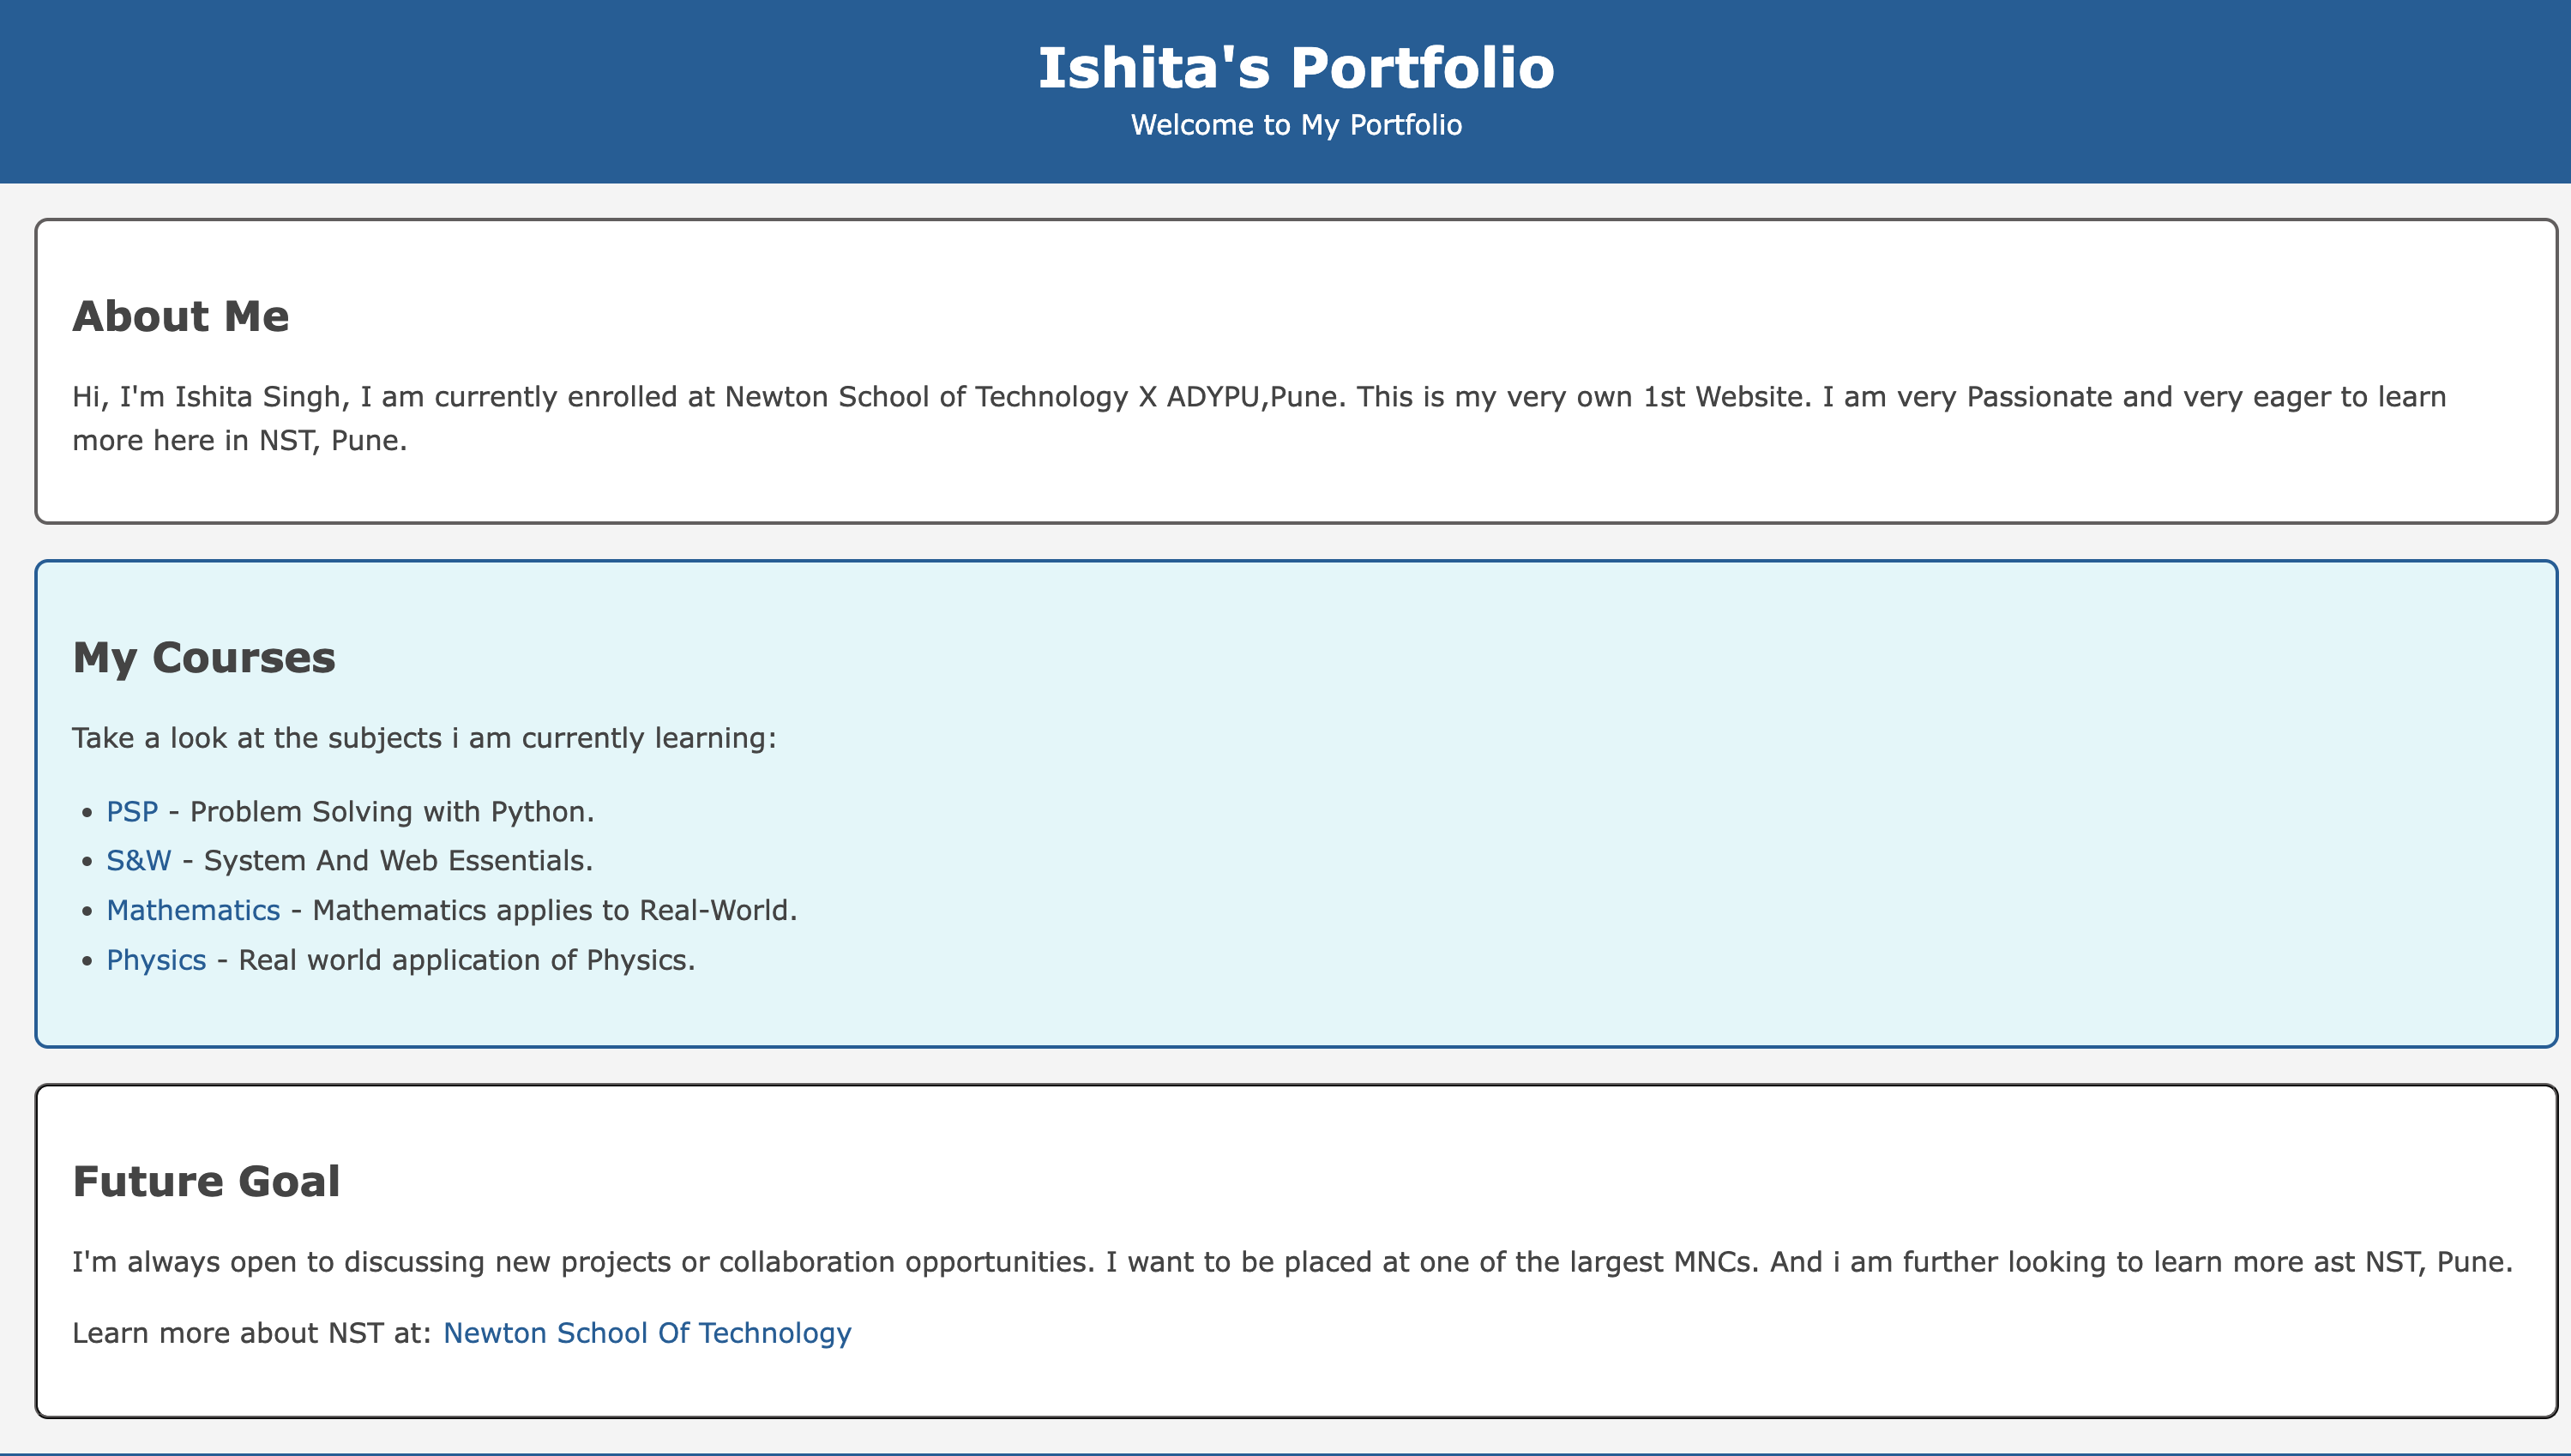 Ishita's Portfolio
Welcome to My Portfolio
About Me
Hi, I'm Ishita Singh, I am currently enrolled at Newton School of Technology X ADYPU,Pune. This is my very own 1st Website. I am very Passionate and very eager to learn
more here in NST, Pune.
My Courses
Take a look at the subjects i am currently learning:
• PSP - Problem Solving with Python.
• S&W - System And Web Essentials.
• Mathematics - Mathematics applies to Real-World.
• Physics - Real world application of Physics.
Future Goal
I'm always open to discussing new projects or collaboration opportunities. I want to be placed at one of the largest MNCs. And i am further looking to learn more ast NST, Pune.
Learn more about NST at: Newton School Of Technology